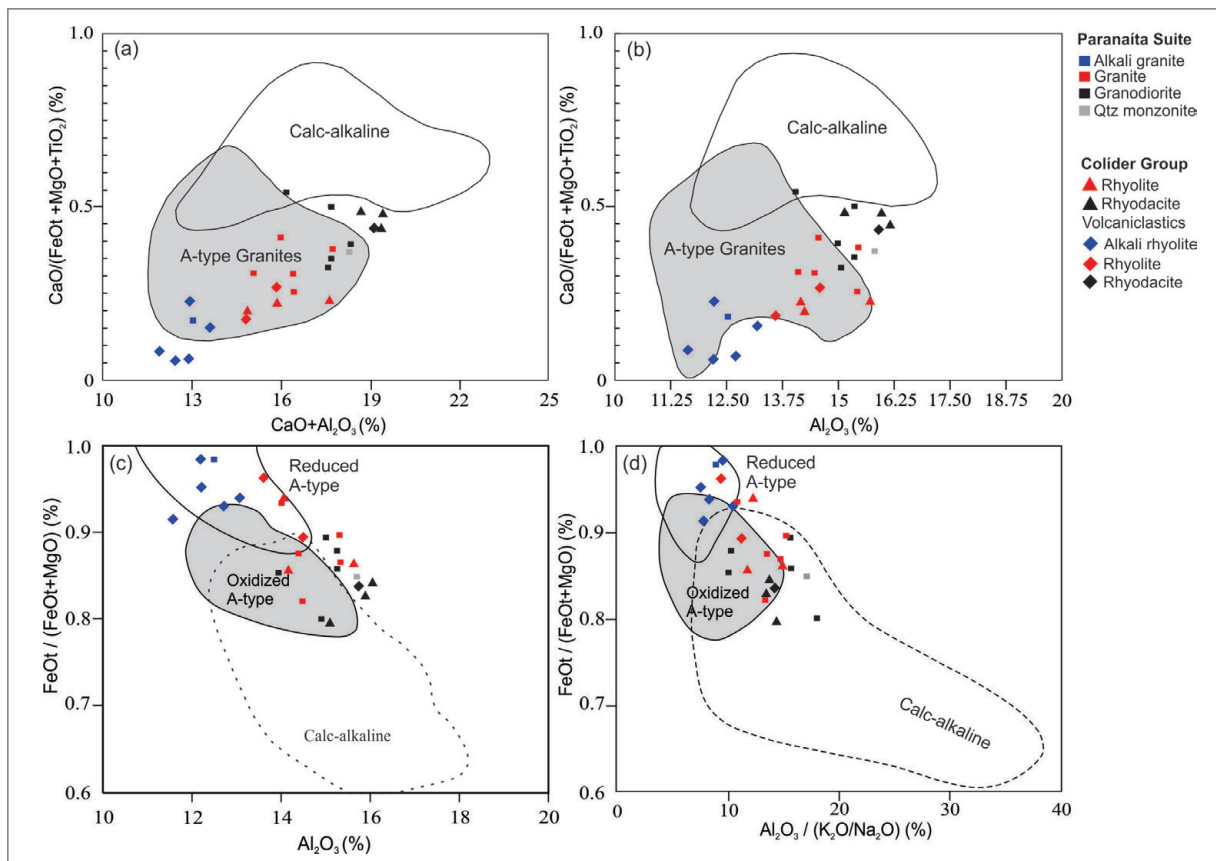 (a)
CaO/(FeOt +MgO+TiO₂) (%)
1.0
0.5
0
Calc-alkaline
A-type Granites
10 13 16 19 22 25
CaO+Al₂O₃ (%)
(b)
CaO/(FeOt +MgO+TiO₂) (%)
1.0
0.5
0
Calc-alkaline
A-type Granites
10 11.25 12.50 13.75 15 16.25 17.50 18.75 20
Al₂O₃ (%)
Paranaíta Suite
Alkali granite
Granite
Granodiorite
Qtz monzonite
Colíder Group
Rhyolite
Rhyodacite
Volcaniclastics
Alkali rhyolite
Rhyolite
Rhyodacite
(c)
FeOt / (FeOt+MgO) (%)
1.0
0.9
0.8
0.7
0.6
Reduced
A-type
Oxidized
A-type
Calc-alkaline
10 12 14 16 18 20
Al₂O₃ (%)
(d)
FeOt / (FeOt+MgO) (%)
1.0
0.9
0.8
0.7
0.6
Reduced
A-type
Oxidized
A-type
Calc-alkaline
0 10 20 30 40
Al₂O₃ / (K₂O/Na₂O) (%)